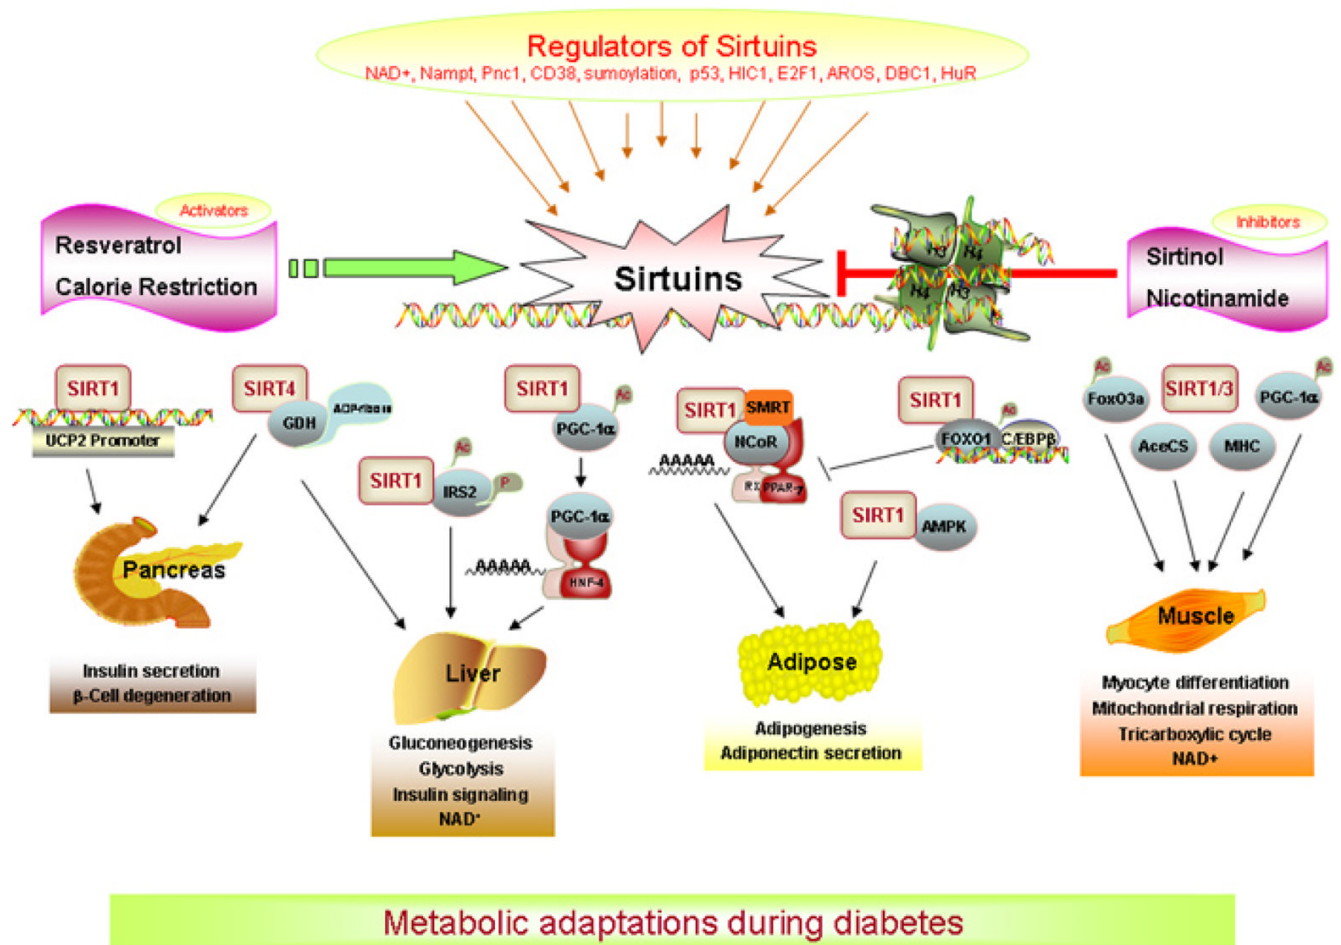 Regulators of Sirtuins
NAD+, Nampt, Pnc1, CD38, sumoylation, p53, HIC1, E2F1, AROS, DBC1, HuR
Activators
Resveratrol
Calorie Restriction
Sirtuins
H3 H4
H4 H3
Inhibitors
Sirtinol
Nicotinamide
SIRT1
UCP2 Promoter
SIRT4
GDH
ADP-ribose
SIRT1
Ac
IRS2
P
SIRT1
Ac
PGC-1α
PGC-1α
AAAAA
HNF-4
SIRT1
SMRT
NCoR
AAAAA
PPAR-γ
SIRT1
Ac
FOXO1
C/EBPβ
SIRT1
AMPK
Ac
FoxO3a
SIRT1/3
Ac
PGC-1α
AceCS
MHC
Pancreas
Insulin secretion
β-Cell degeneration
Liver
Gluconeogenesis
Glycolysis
Insulin signaling
NAD⁺
Adipose
Adipogenesis
Adiponectin secretion
Muscle
Myocyte differentiation
Mitochondrial respiration
Tricarboxylic cycle
NAD+
Metabolic adaptations during diabetes